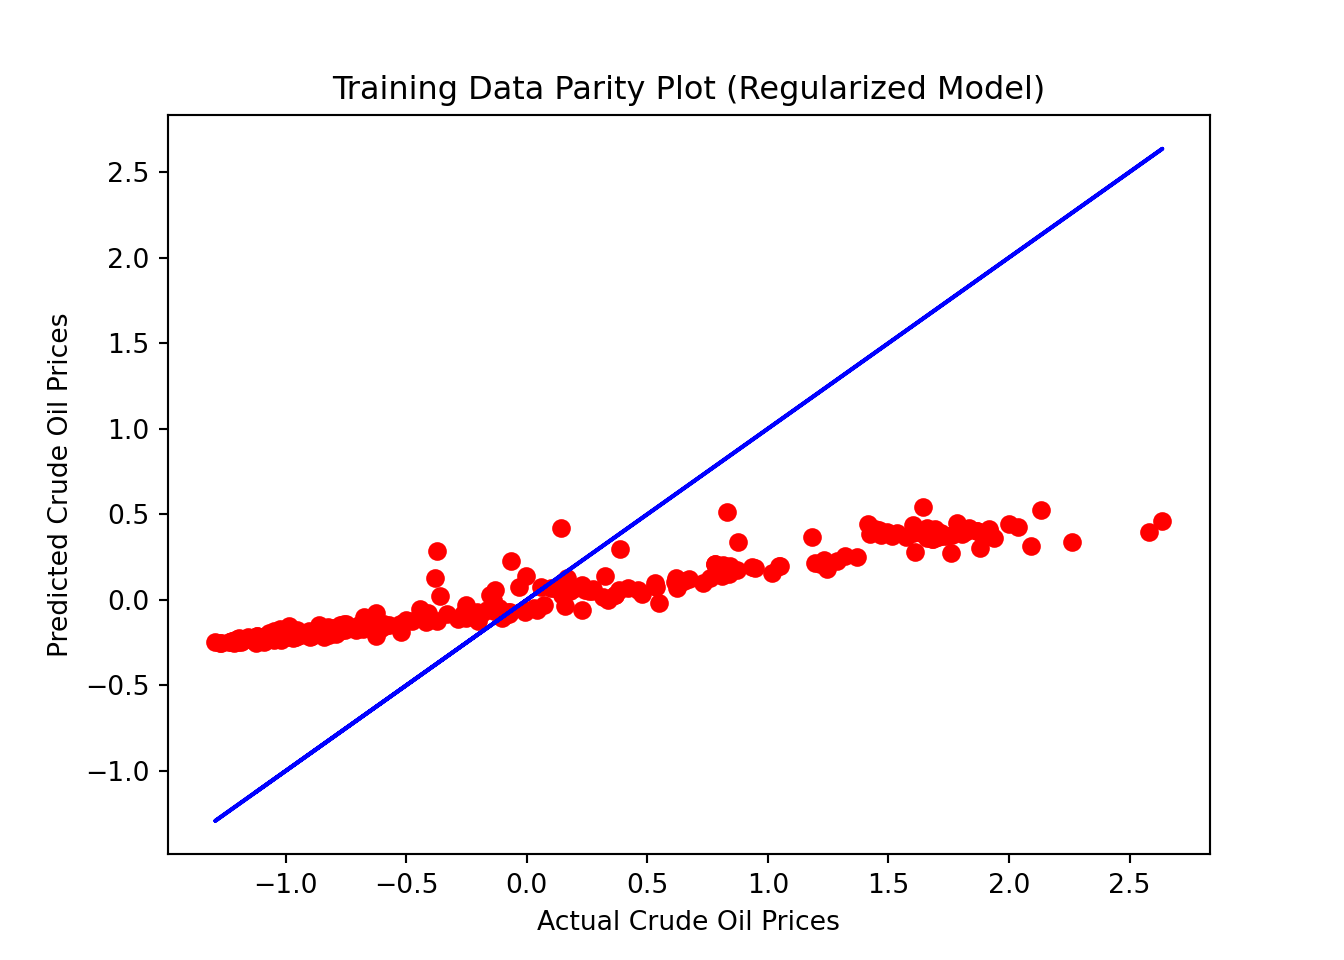 Training Data Parity Plot (Regularized Model)
2.5
2.0
1.5
1.0
0.5
0.0
−0.5
−1.0
Predicted Crude Oil Prices
−1.0 −0.5 0.0 0.5 1.0 1.5 2.0 2.5
Actual Crude Oil Prices